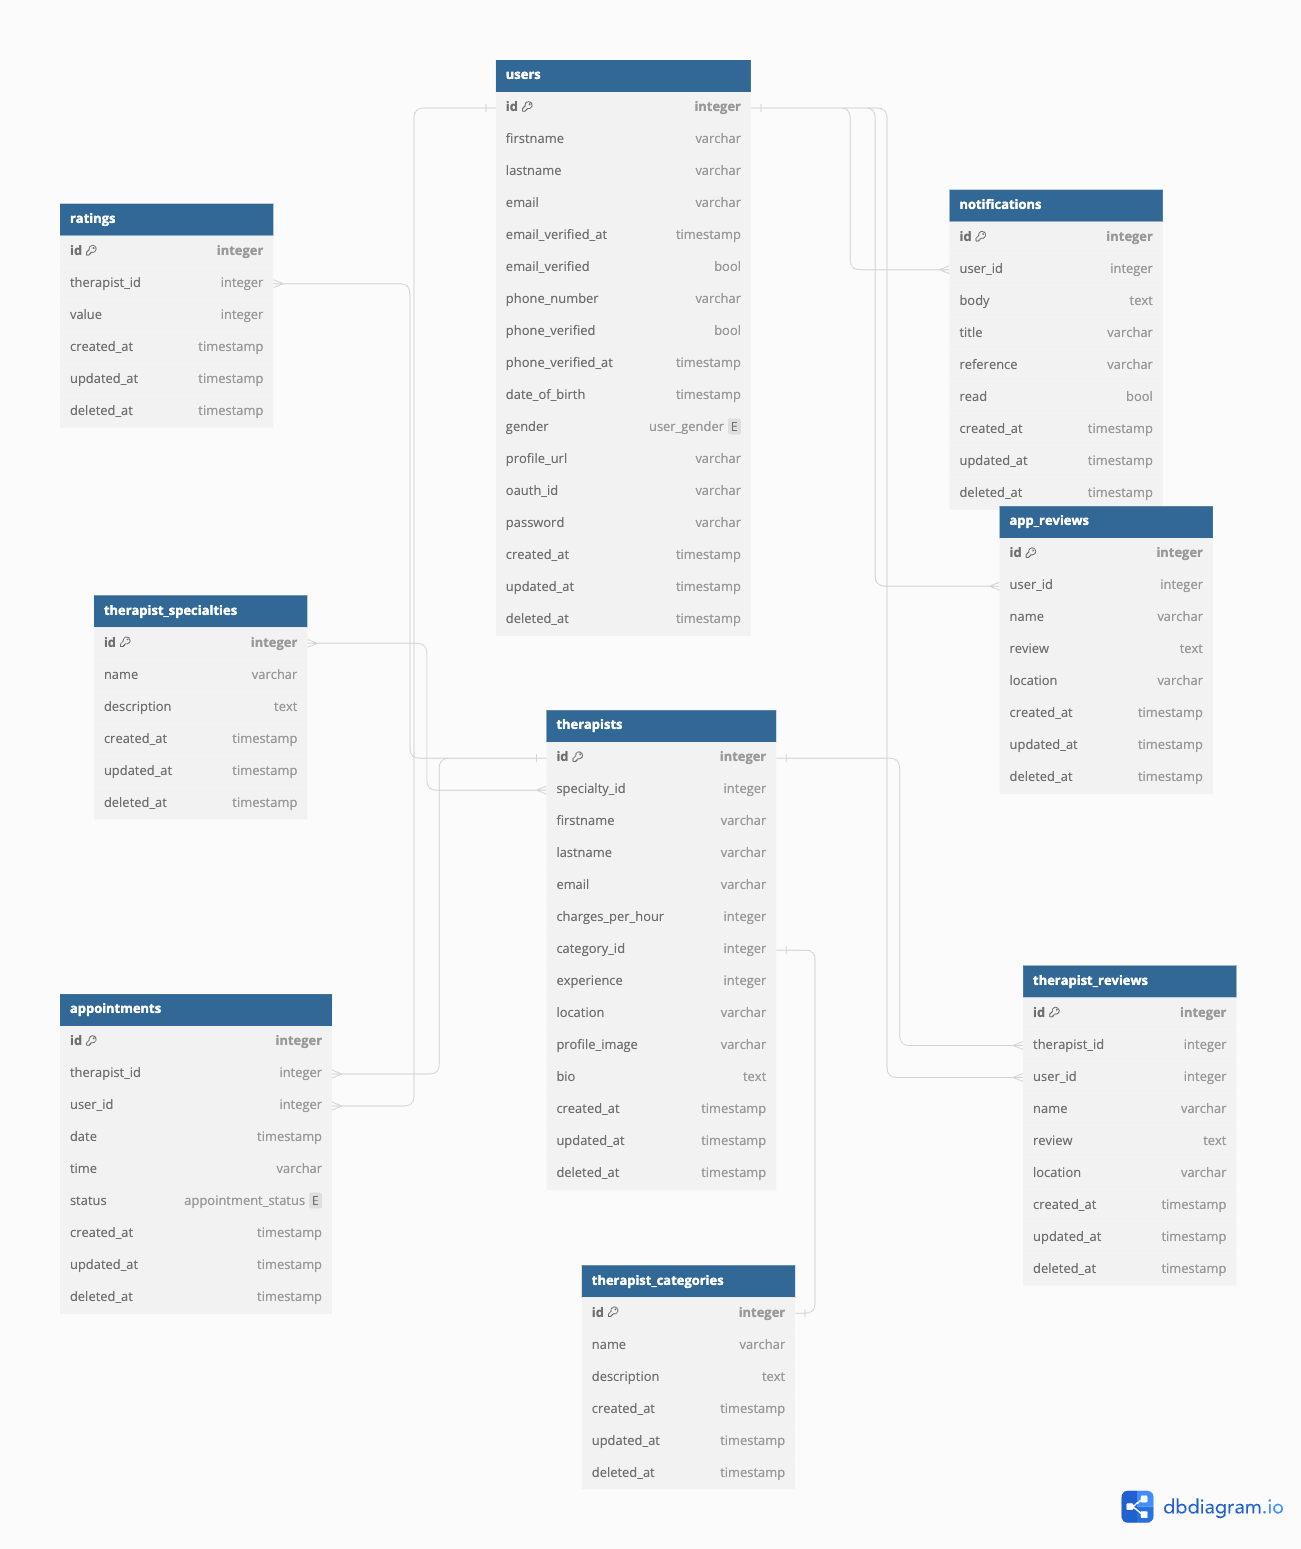 users
id integer
firstname varchar
lastname varchar
email varchar
email_verified_at timestamp
email_verified bool
phone_number varchar
phone_verified bool
phone_verified_at timestamp
date_of_birth timestamp
gender user_gender E
profile_url varchar
oauth_id varchar
password varchar
created_at timestamp
updated_at timestamp
deleted_at timestamp
ratings
id integer
therapist_id integer
value integer
created_at timestamp
updated_at timestamp
deleted_at timestamp
notifications
id integer
user_id integer
body text
title varchar
reference varchar
read bool
created_at timestamp
updated_at timestamp
deleted_at timestamp
app_reviews
id integer
user_id integer
name varchar
review text
location varchar
created_at timestamp
updated_at timestamp
deleted_at timestamp
therapist_specialties
id integer
name varchar
description text
created_at timestamp
updated_at timestamp
deleted_at timestamp
therapists
id integer
specialty_id integer
firstname varchar
lastname varchar
email varchar
charges_per_hour integer
category_id integer
experience integer
location varchar
profile_image varchar
bio text
created_at timestamp
updated_at timestamp
deleted_at timestamp
appointments
id integer
therapist_id integer
user_id integer
date timestamp
time varchar
status appointment_status E
created_at timestamp
updated_at timestamp
deleted_at timestamp
therapist_reviews
id integer
therapist_id integer
user_id integer
name varchar
review text
location varchar
created_at timestamp
updated_at timestamp
deleted_at timestamp
therapist_categories
id integer
name varchar
description text
created_at timestamp
updated_at timestamp
deleted_at timestamp
dbdiagram.io